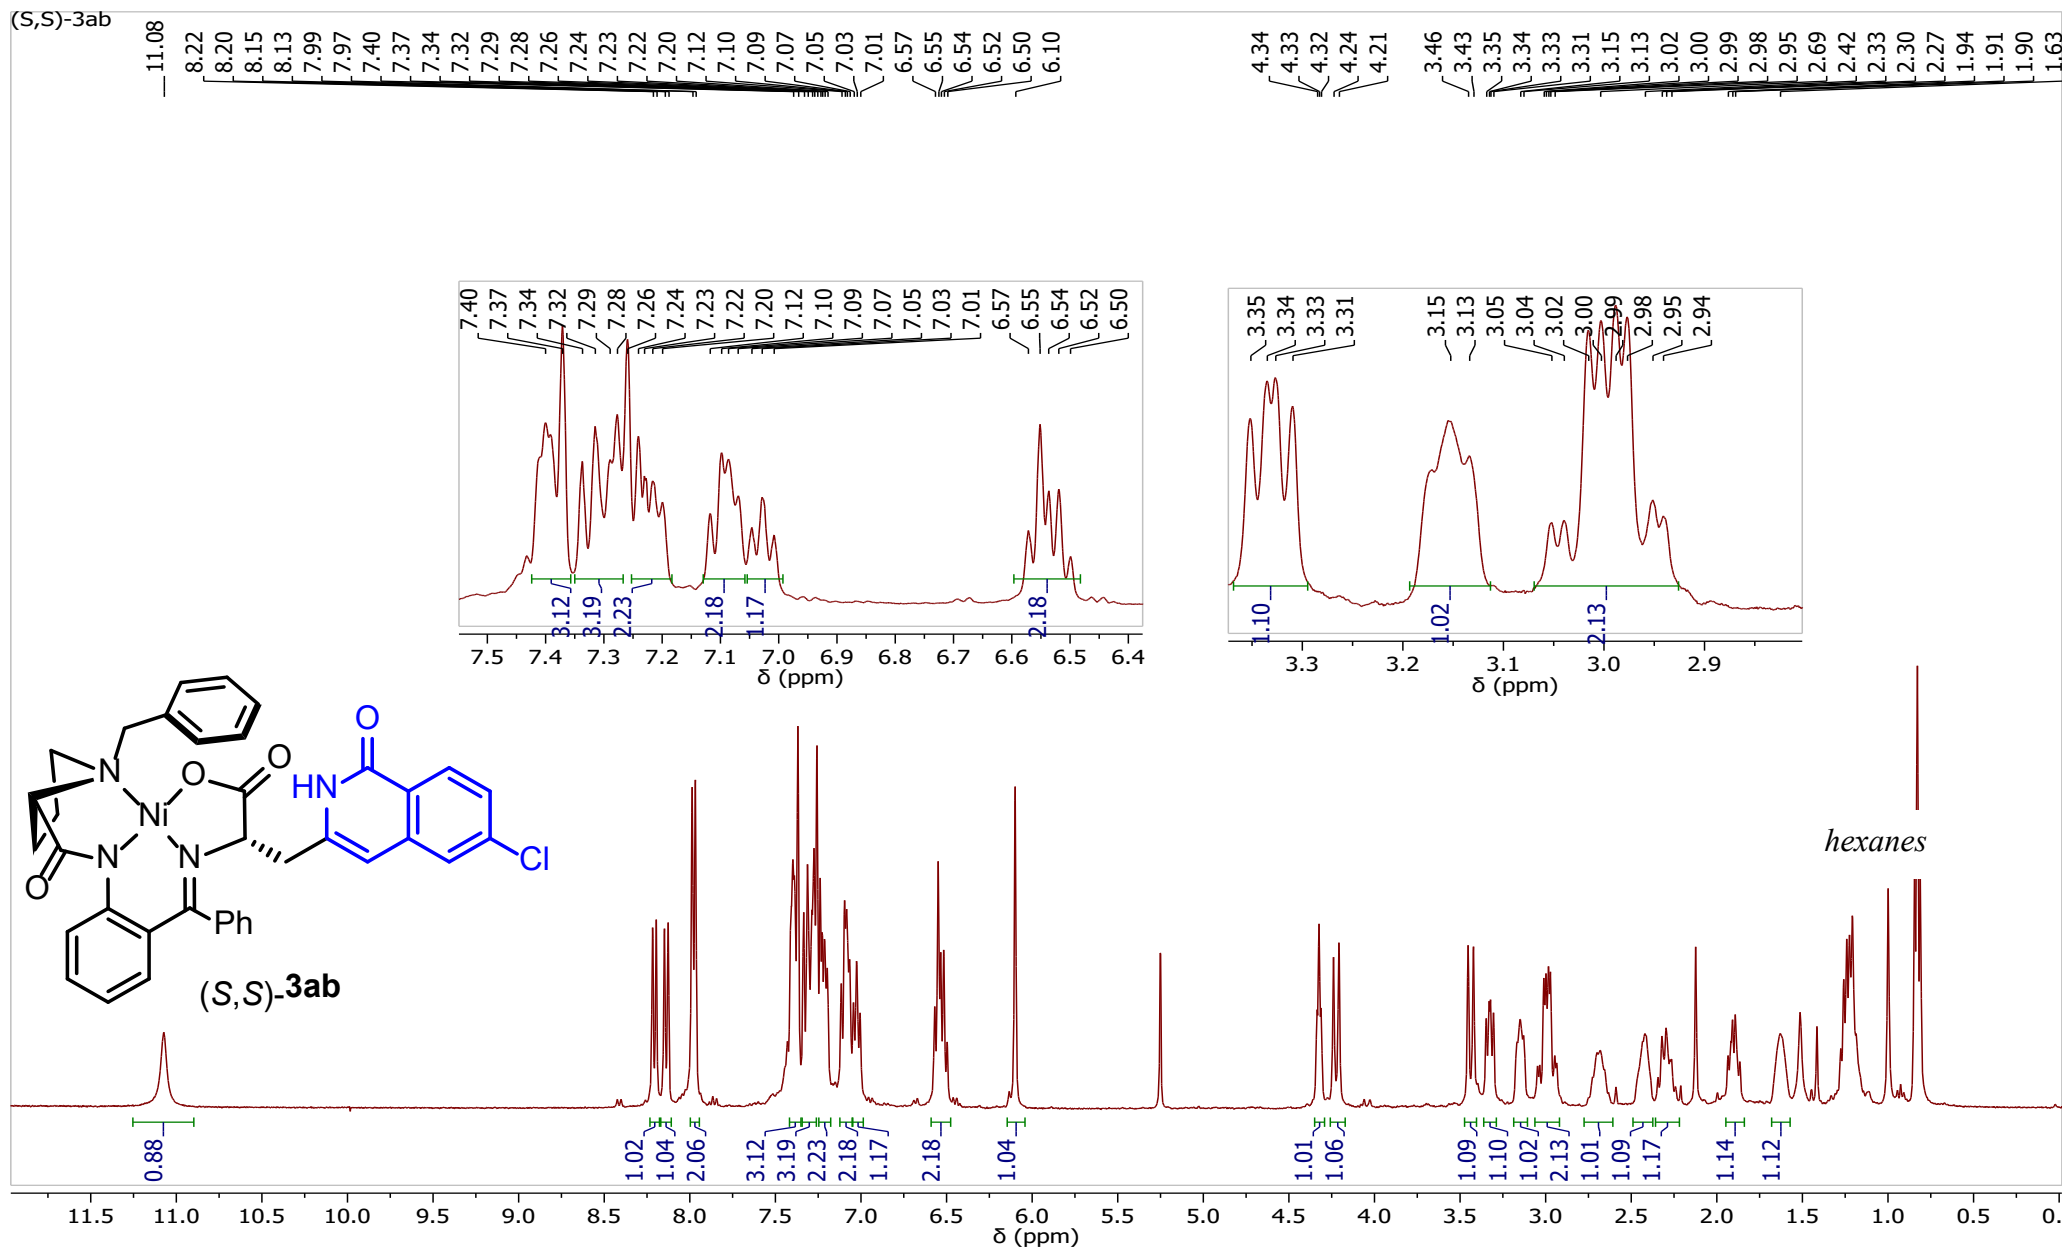 (S,S)-3ab
11.08 8.22 8.20 8.15 8.13 7.99 7.97 7.40 7.37 7.34 7.32 7.29 7.28 7.26 7.24 7.23 7.22 7.20 7.12 7.10 7.09 7.07 7.05 7.03 7.01 6.57 6.55 6.54 6.52 6.50 6.10 4.34 4.33 4.32 4.24 4.21 3.46 3.43 3.35 3.34 3.33 3.31 3.15 3.13 3.02 3.00 2.99 2.98 2.95 2.69 2.42 2.33 2.30 2.27 1.94 1.91 1.90 1.63
7.40 7.37 7.34 7.32 7.29 7.28 7.26 7.24 7.23 7.22 7.20 7.12 7.10 7.09 7.07 7.05 7.03 7.01 6.57 6.55 6.54 6.52 6.50
3.12 3.19 2.23 2.18 1.17 2.18
7.5 7.4 7.3 7.2 7.1 7.0 6.9 6.8 6.7 6.6 6.5 6.4
δ (ppm)
3.35 3.34 3.33 3.31 3.15 3.13 3.05 3.04 3.02 3.00 2.99 2.98 2.95 2.94
1.10 1.02 2.13
3.3 3.2 3.1 3.0 2.9
δ (ppm)
O
N O O HN
Ni
N N Cl
O
Ph
(S,S)-3ab
hexanes
0.88 1.02 1.04 2.06 3.12 3.19 2.23 2.18 1.17 2.18 1.04 1.01 1.06 1.09 1.10 1.02 2.13 1.01 1.09 1.17 1.14 1.12
11.5 11.0 10.5 10.0 9.5 9.0 8.5 8.0 7.5 7.0 6.5 6.0 5.5 5.0 4.5 4.0 3.5 3.0 2.5 2.0 1.5 1.0 0.5 0.
δ (ppm)